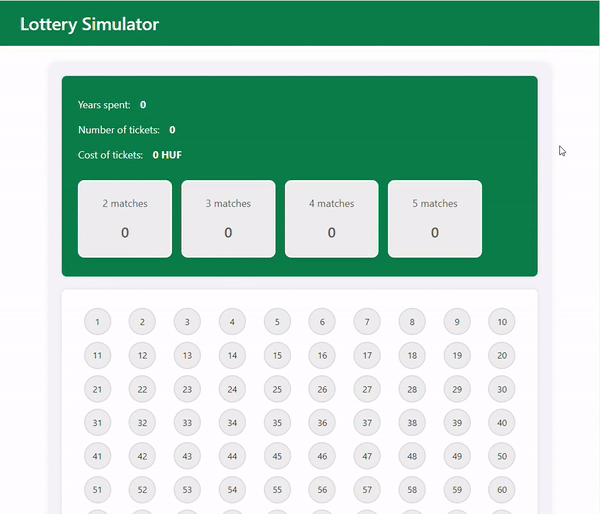 Lottery Simulator
Years spent: 0
Number of tickets: 0
Cost of tickets: 0 HUF
2 matches 3 matches 4 matches 5 matches
0 0 0 0
1 2 3 4 5 6 7 8 9 10
11 12 13 14 15 16 17 18 19 20
21 22 23 24 25 26 27 28 29 30
31 32 33 34 35 36 37 38 39 40
41 42 43 44 45 46 47 48 49 50
51 52 53 54 55 56 57 58 59 60